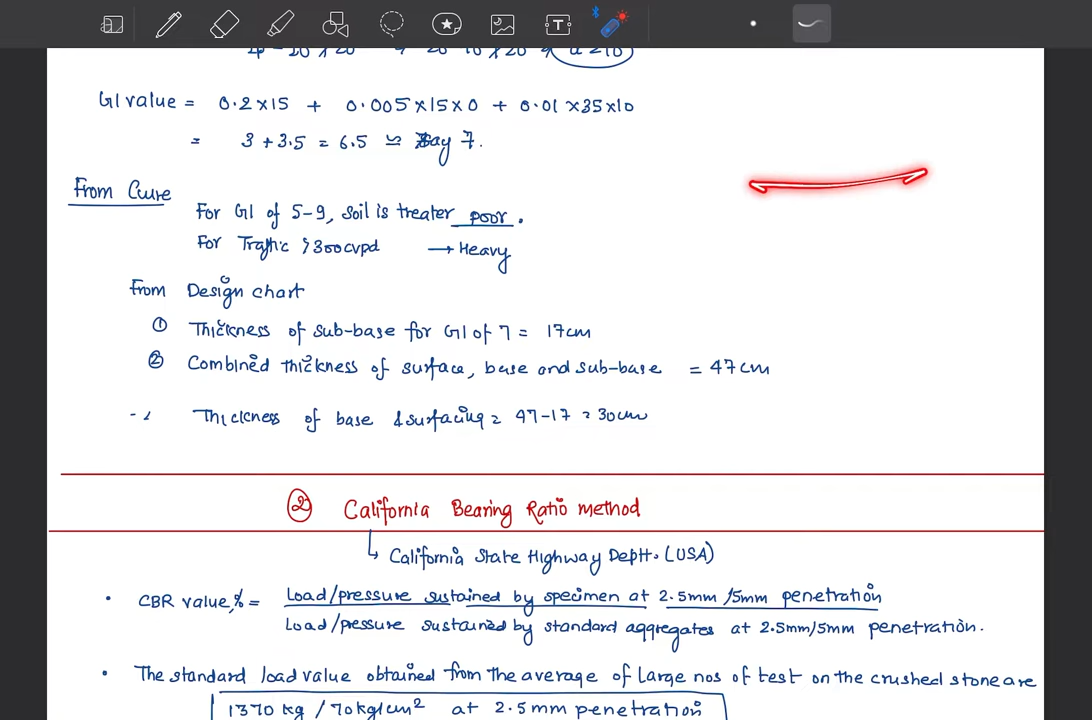 GI value = 0.2×15 + 0.005×15×0 + 0.01×35×10
= 3+3.5 = 6.5 ≃ say 7.
From Cure
For GI of 5-9, soil is treater poor.
For Traffic >300cvpd → Heavy
From Design chart
① Thickness of sub-base for GI of 7 = 17cm
② Combined thickness of surface, base and sub-base = 47cm
Thickness of base & surfacing = 47-17 = 30cm
② California Bearing Ratio method
California State Highway Deptt. (USA)
• CBR value,% = Load/pressure sustained by specimen at 2.5mm/5mm penetration
Load/pressure sustained by standard aggregates at 2.5mm/5mm penetration.
• The standard load value obtained from the average of Large nos of test on the crushed stone are
1370 kg / 70kg/cm² at 2.5mm penetration